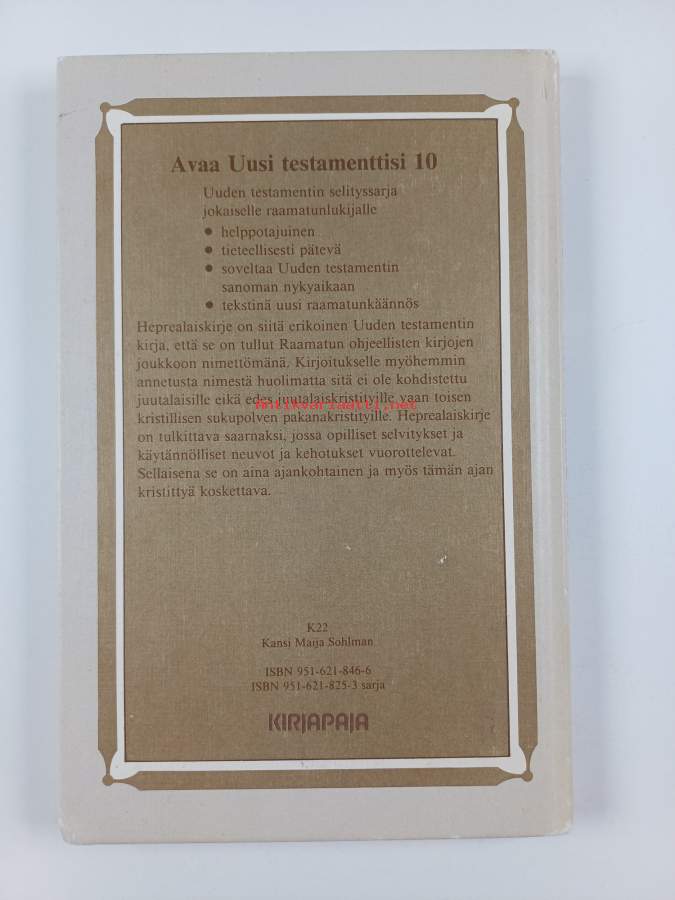 Avaa Uusi testamenttisi 10
Uuden testamentin selityssarja
jokaiselle raamatunlukijalle
• helppotajuinen
• tieteellisesti pätevä
• soveltaa Uuden testamentin
sanoman nykyaikaan
• tekstinä uusi raamatunkäännös
Heprealaiskirje on siitä erikoinen Uuden testamentin
kirja, että se on tullut Raamatun ohjeellisten kirjojen
joukkoon nimettömänä. Kirjoitukselle myöhemmin
annetusta nimestä huolimatta sitä ei ole kohdistettu
juutalaisille eikä edes juutalaiskristityille vaan toisen
antikvariaatti.net
kristillisen sukupolven pakanakristityille. Heprealaiskirje
on tulkittava saarnaksi, jossa opilliset selvitykset ja
käytännölliset neuvot ja kehotukset vuorottelevat.
Sellaisena se on aina ajankohtainen ja myös tämän ajan
kristittyä koskettava.
K22
Kansi Maija Sohlman
ISBN 951-621-846-6
ISBN 951-621-825-3 sarja
KIRJAPAJA